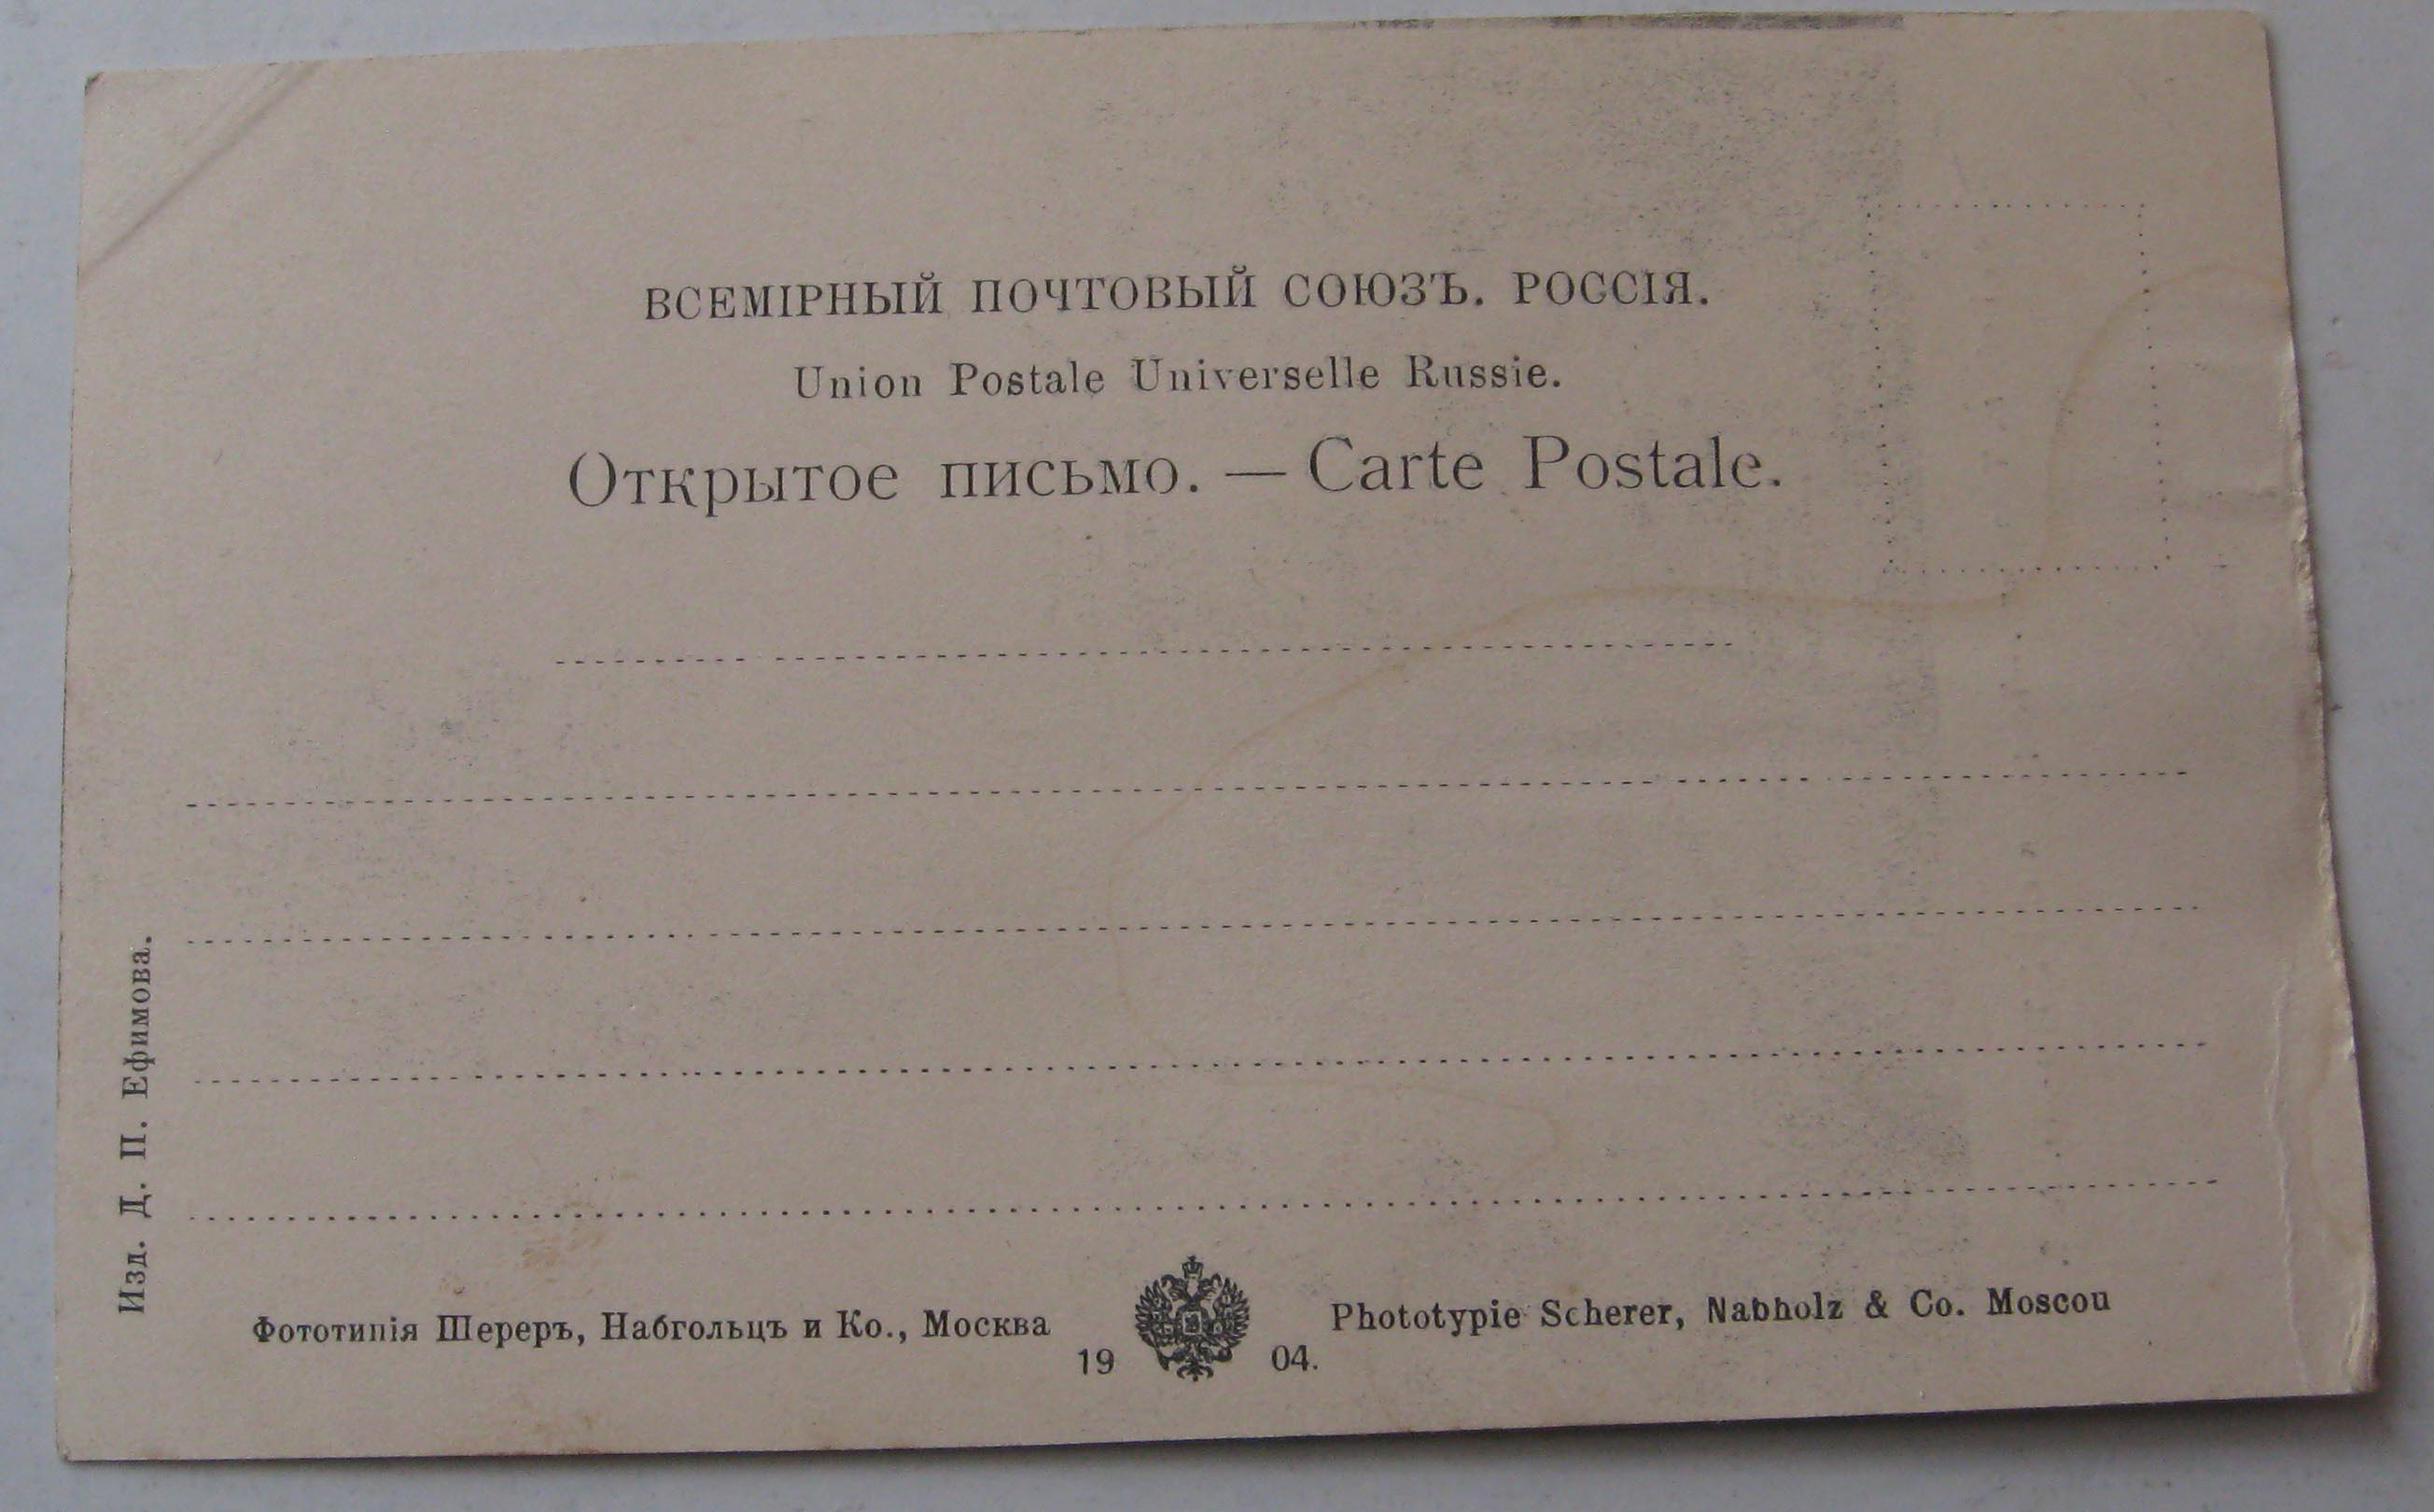 ВСЕМІРНЫЙ ПОЧТОВЫЙ СОЮЗЪ. РОССІЯ.
Union Postale Universelle Russie.
Открытое письмо. — Carte Postale.
Изд. Д. П. Ефимова.
Фототипія Шереръ, Набгольцъ и Ко., Москва
19 04.
Phototypie Scherer, Nabholz & Co. Moscou